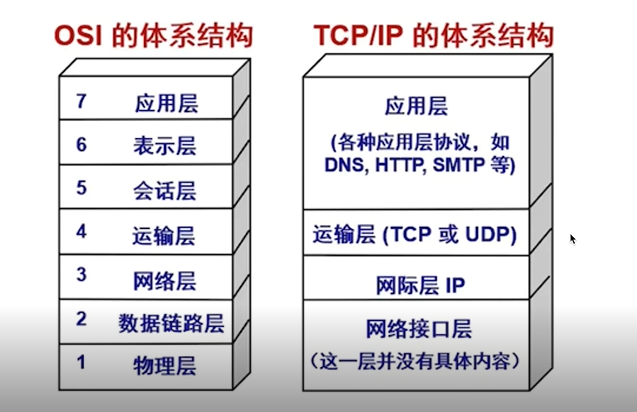 OSI 的体系结构
7 应用层
6 表示层
5 会话层
4 运输层
3 网络层
2 数据链路层
1 物理层
TCP/IP 的体系结构
应用层
(各种应用层协议，如
DNS, HTTP, SMTP 等)
运输层 (TCP 或 UDP)
网际层 IP
网络接口层
（这一层并没有具体内容）